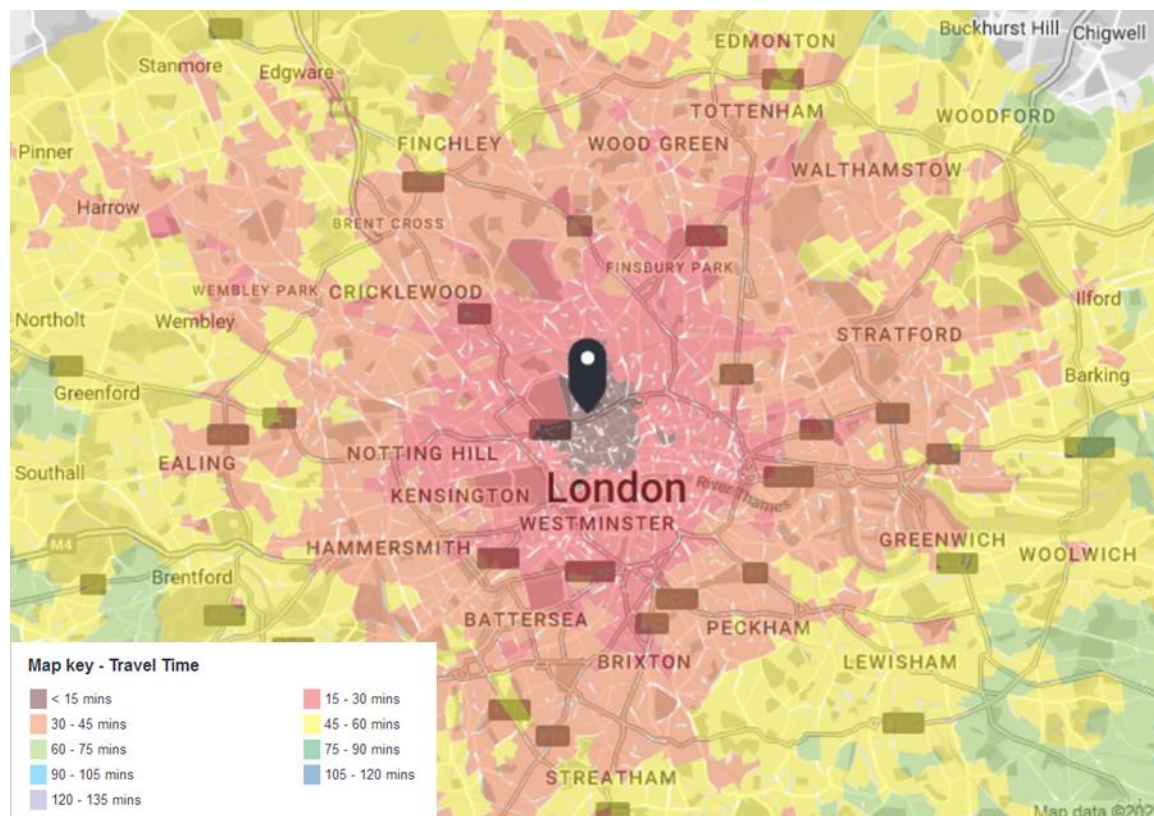 Buckhurst Hill
Chigwell
EDMONTON
Stanmore
Edgware
TOTTENHAM
WOODFORD
FINCHLEY
WOOD GREEN
Pinner
WALTHAMSTOW
Harrow
BRENT CROSS
FINSBURY PARK
WEMBLEY PARK
CRICKLEWOOD
Ilford
Northolt
Wembley
STRATFORD
Barking
Greenford
NOTTING HILL
EALING
Southall
KENSINGTON
London
River Thames
WESTMINSTER
M4
HAMMERSMITH
GREENWICH
WOOLWICH
Brentford
BATTERSEA
PECKHAM
BRIXTON
LEWISHAM
STREATHAM
Map key - Travel Time
< 15 mins
15 - 30 mins
30 - 45 mins
45 - 60 mins
60 - 75 mins
75 - 90 mins
90 - 105 mins
105 - 120 mins
120 - 135 mins
Map data ©202